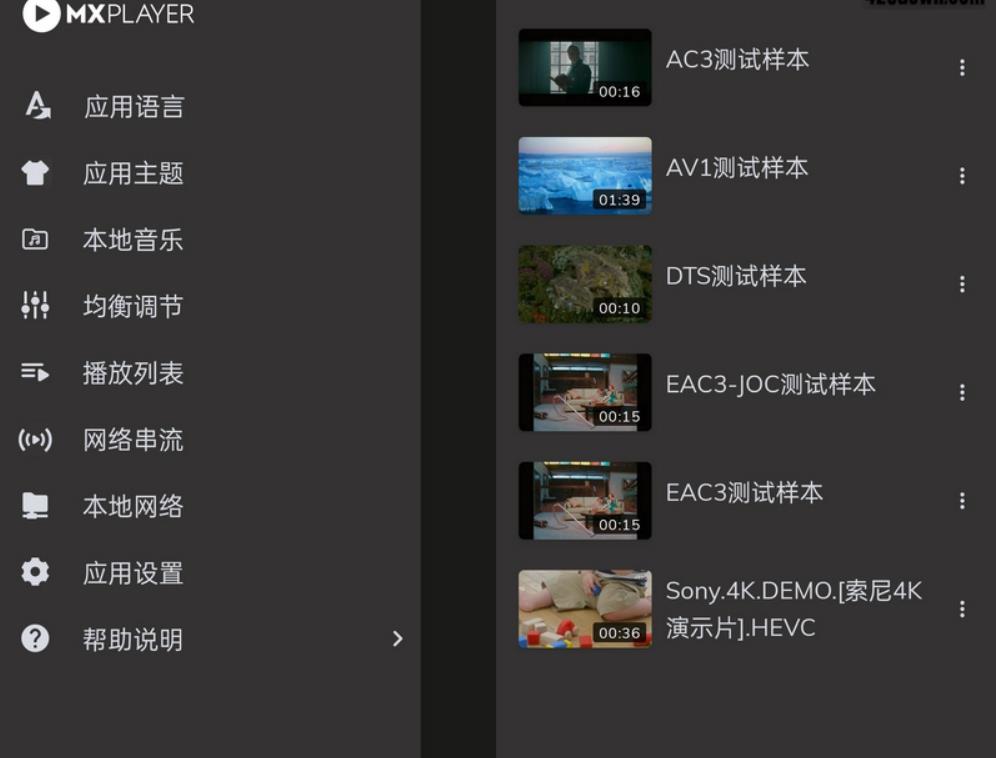 MXPLAYER
应用语言
应用主题
本地音乐
均衡调节
播放列表
网络串流
本地网络
应用设置
帮助说明
00:16
AC3测试样本
01:39
AV1测试样本
00:10
DTS测试样本
00:15
EAC3-JOC测试样本
00:15
EAC3测试样本
00:36
Sony.4K.DEMO.[索尼4K
演示片].HEVC